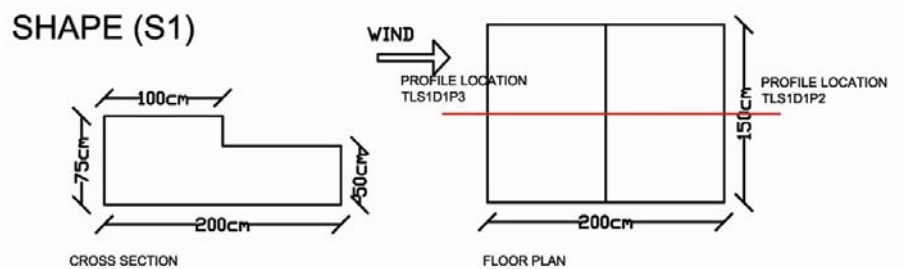 SHAPE (S1)
WIND
PROFILE LOCATION
TLS1D1P3
PROFILE LOCATION
TLS1D1P2
100cm
75cm
50cm
200cm
150cm
200cm
CROSS SECTION
FLOOR PLAN